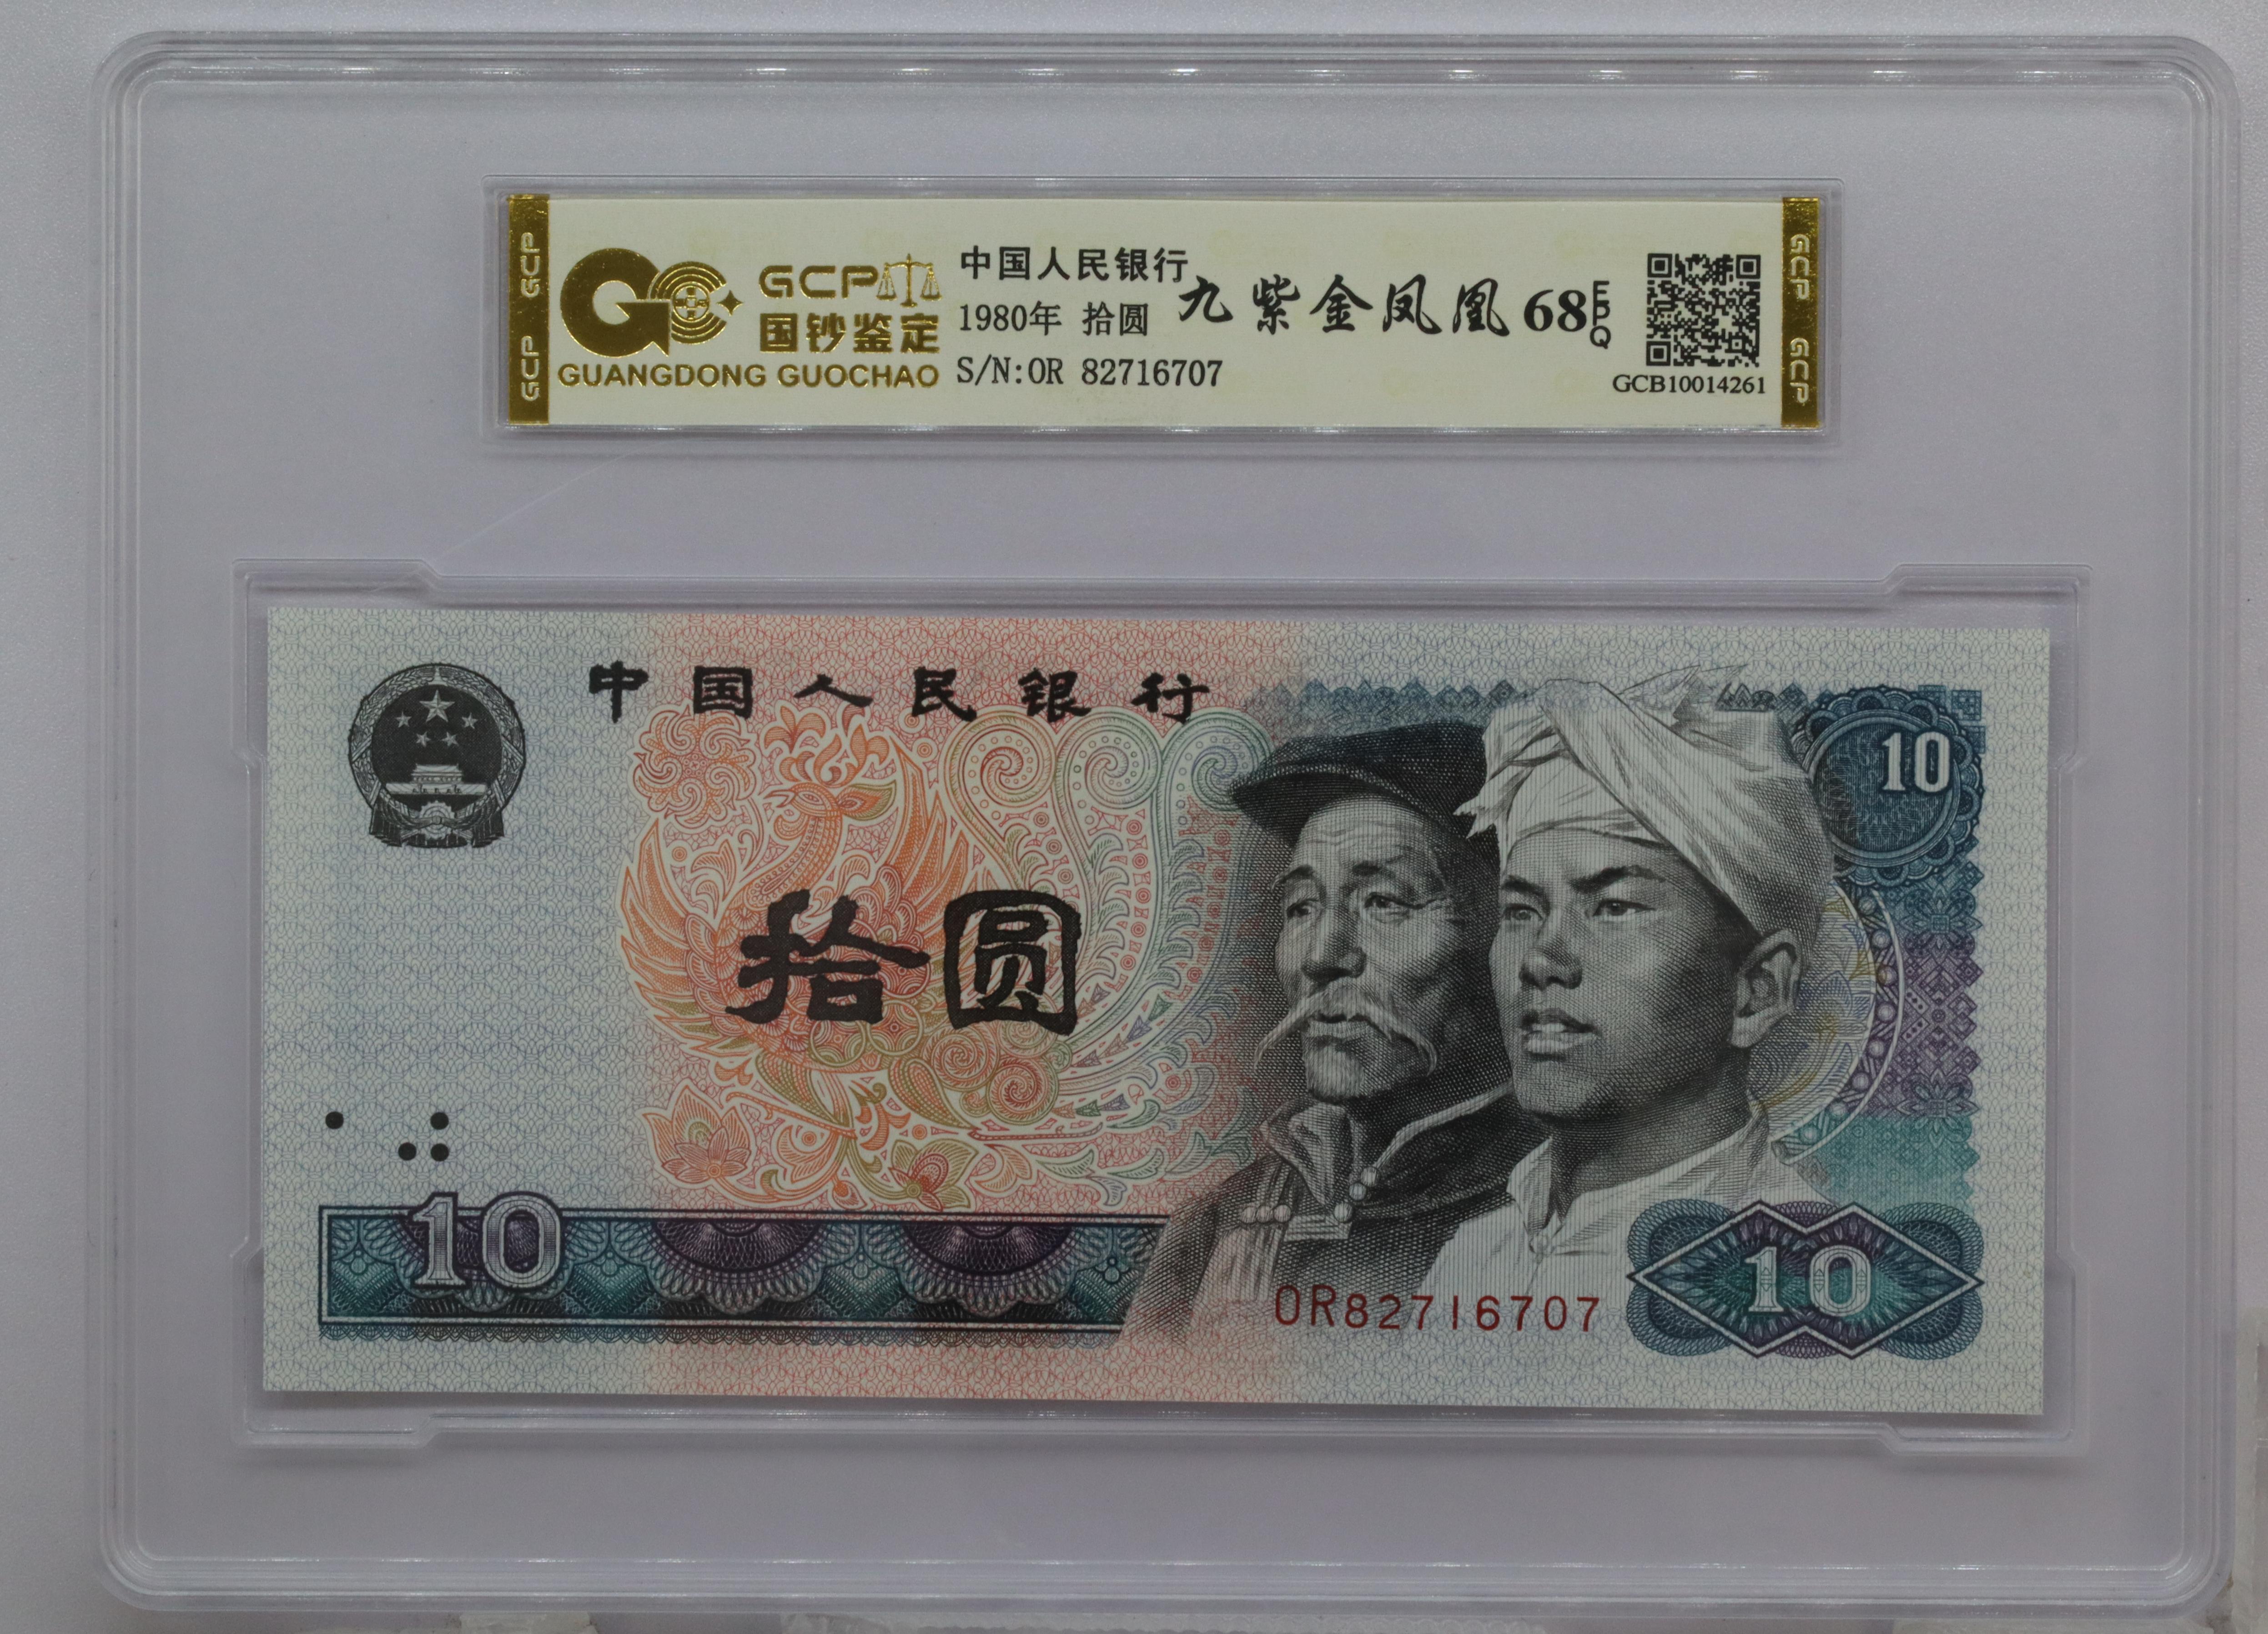 GCP GCP
GCP
国钞鉴定
GUANGDONG GUOCHAO
中国人民银行
1980年 拾圆
S/N:OR 82716707
九紫金凤凰 68 EPQ
GCB10014261
GCP GCP
中国人民银行
10
拾圆
10
OR82716707
10